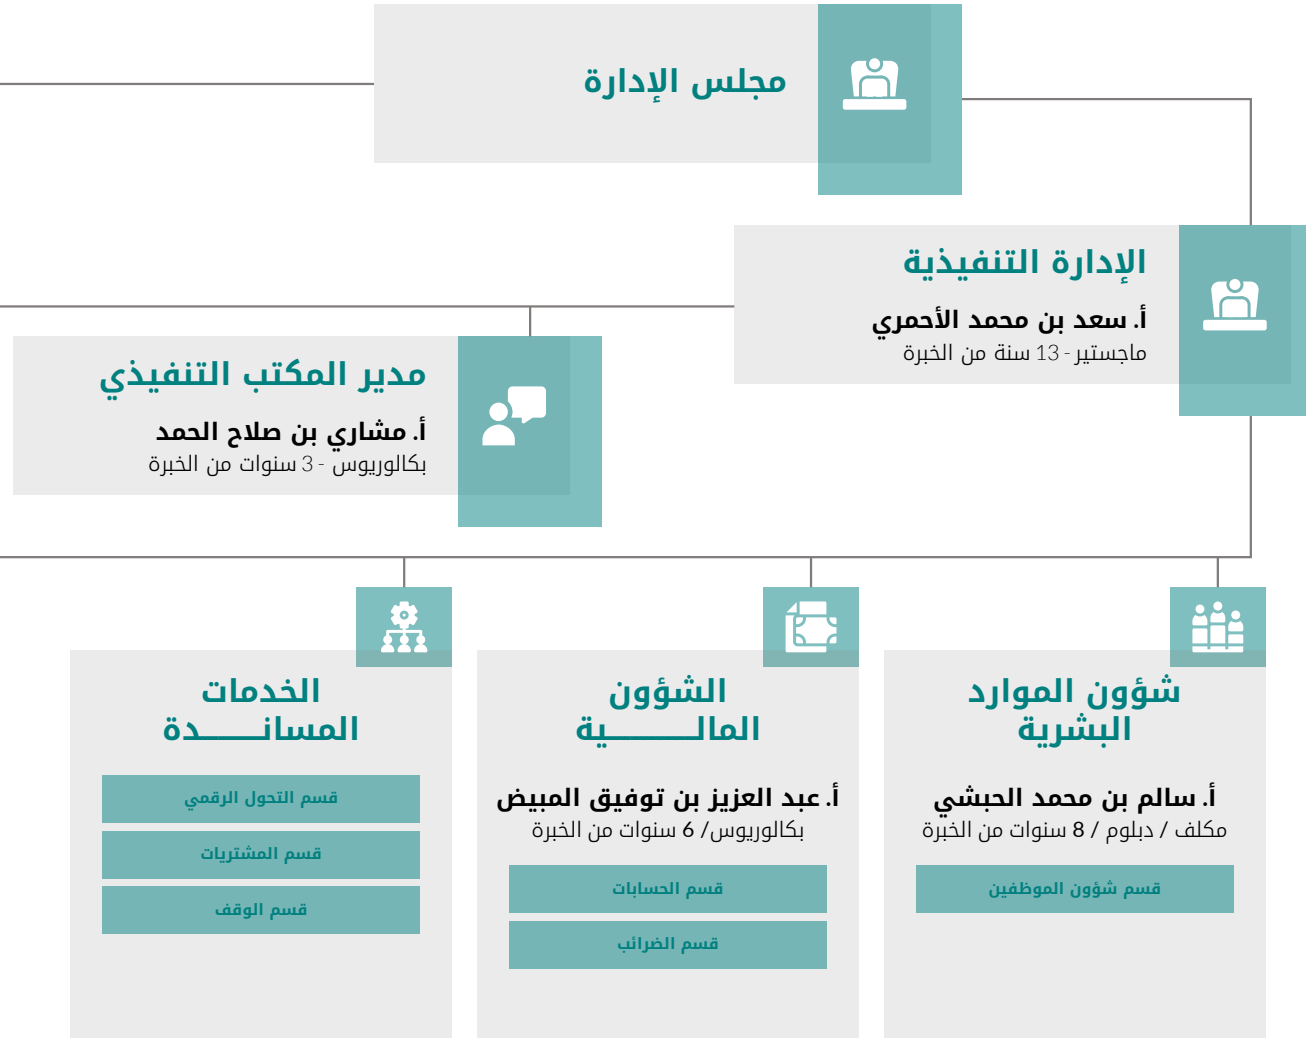 مجلس الإدارة
الإدارة التنفيذية
أ. سعد بن محمد الأحمري
ماجستير - 13 سنة من الخبرة
مدير المكتب التنفيذي
أ. مشاري بن صلاح الحمد
بكالوريوس - 3 سنوات من الخبرة
شؤون الموارد
البشرية
أ. سالم بن محمد الحبشي
مكلف / دبلوم / 8 سنوات من الخبرة
قسم شؤون الموظفين
الشؤون
المالـــــــــية
أ. عبد العزيز بن توفيق المبيض
بكالوريوس/ 6 سنوات من الخبرة
قسم الحسابات
قسم الضرائب
الخدمات
المسانـــــــدة
قسم التحول الرقمي
قسم المشتريات
قسم الوقف